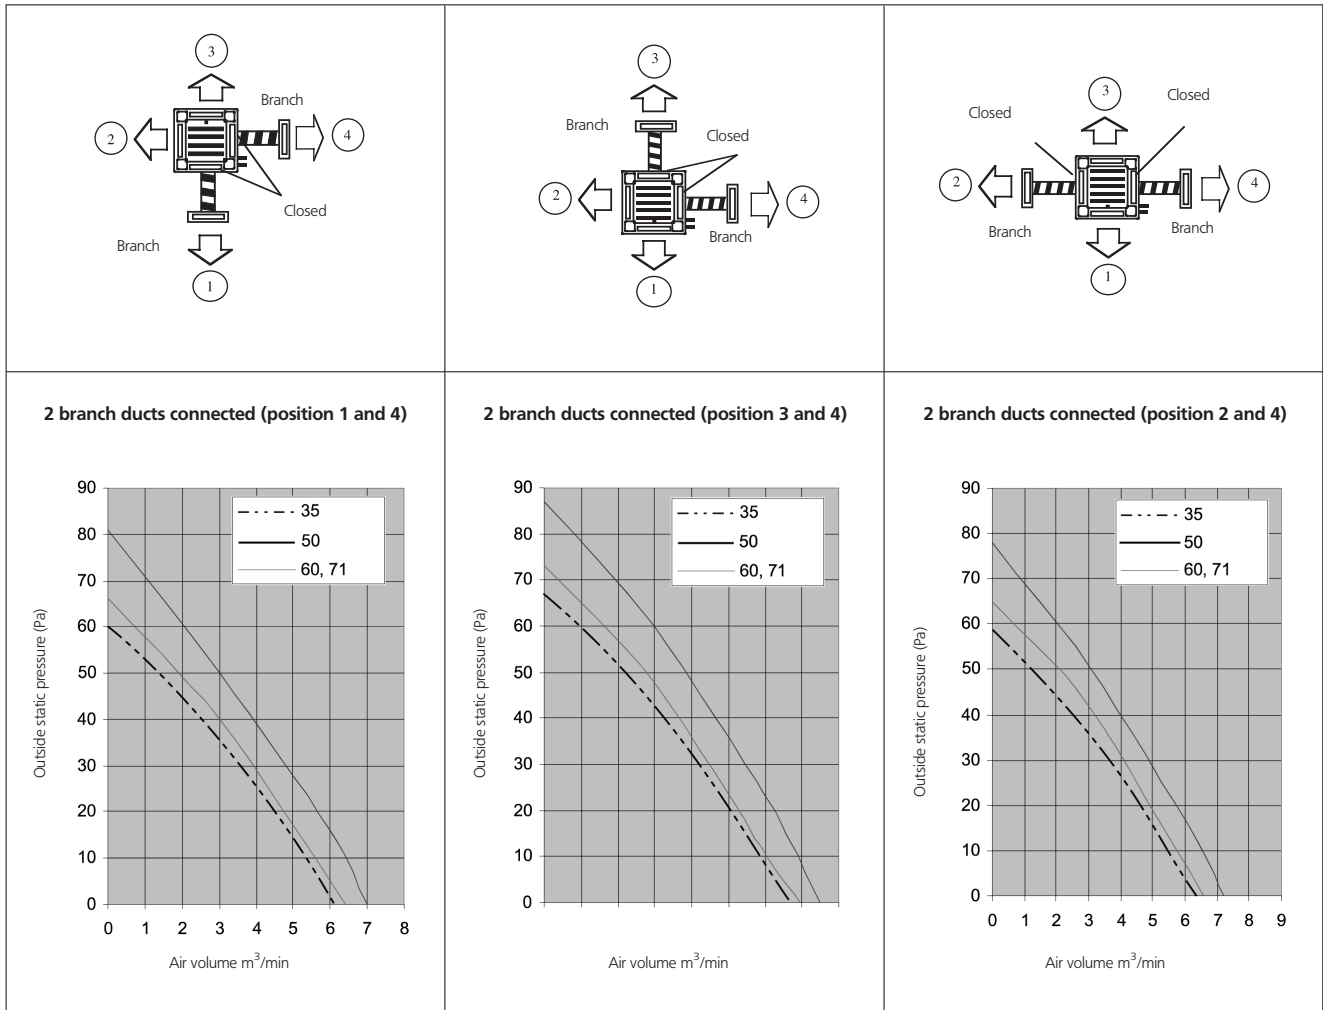 3
Branch
2
4
Closed
Branch
1
3
Branch
Closed
2
4
Branch
1
3
Closed
Closed
2
4
Branch
Branch
1
2 branch ducts connected (position 1 and 4)
90
80
70
60
50
40
30
20
10
0
35
50
60, 71
0 1 2 3 4 5 6 7 8
Outside static pressure (Pa)
Air volume m³/min
2 branch ducts connected (position 3 and 4)
90
80
70
60
50
40
30
20
10
0
35
50
60, 71
Outside static pressure (Pa)
Air volume m³/min
2 branch ducts connected (position 2 and 4)
90
80
70
60
50
40
30
20
10
0
35
50
60, 71
0 1 2 3 4 5 6 7 8 9
Outside static pressure (Pa)
Air volume m³/min